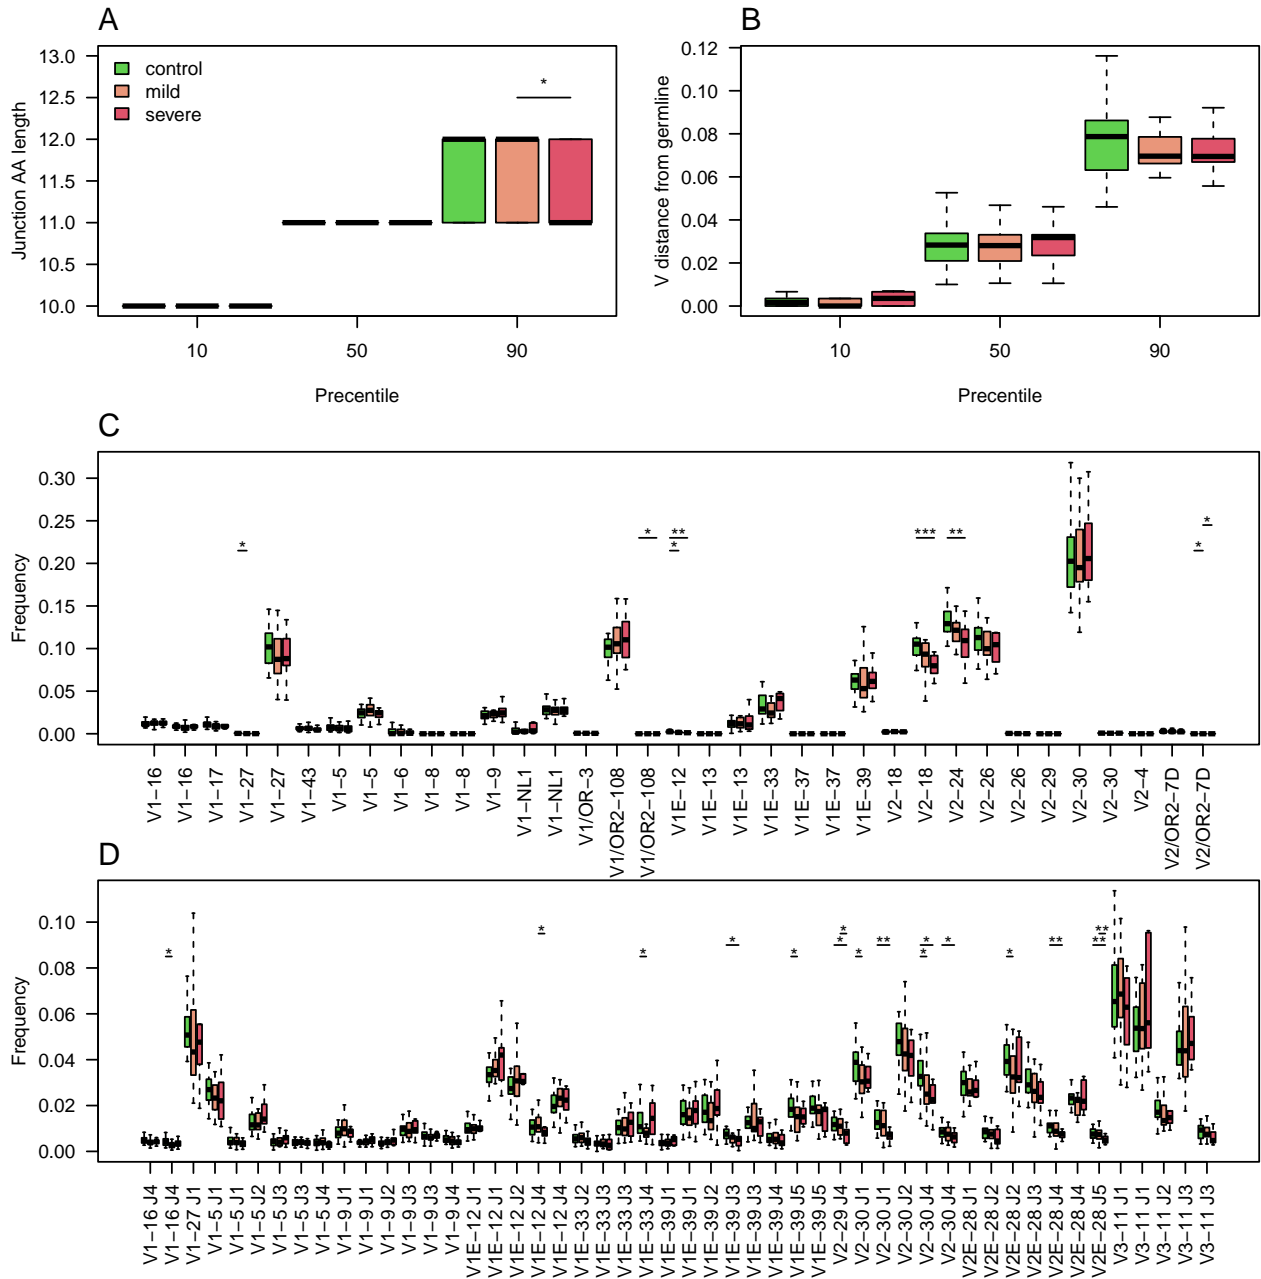 A
Junction AA length
13.0
12.5
12.0
11.5
11.0
10.5
10.0
control
mild
severe
*
10 50 90
Precentile
B
V distance from germline
0.12
0.10
0.08
0.06
0.04
0.02
0.00
10 50 90
Precentile
C
Frequency
0.30
0.25
0.20
0.15
0.10
0.05
0.00
* * ** * *** ** * *
V1−16
V1−16
V1−17
V1−27
V1−27
V1−43
V1−5
V1−5
V1−6
V1−8
V1−8
V1−9
V1−NL1
V1−NL1
V1/OR−3
V1/OR2−108
V1/OR2−108
V1E−12
V1E−13
V1E−13
V1E−33
V1E−37
V1E−37
V1E−39
V2−18
V2−18
V2−24
V2−26
V2−26
V2−29
V2−30
V2−30
V2−4
V2/OR2−7D
V2/OR2−7D
D
Frequency
0.10
0.08
0.06
0.04
0.02
0.00
* * * * * * * * ** * * * * ** ** **
V1−16 J4
V1−16 J4
V1−27 J1
V1−5 J1
V1−5 J1
V1−5 J2
V1−5 J3
V1−5 J3
V1−5 J4
V1−9 J1
V1−9 J1
V1−9 J2
V1−9 J3
V1−9 J3
V1−9 J4
V1E−12 J1
V1E−12 J1
V1E−12 J2
V1E−12 J4
V1E−12 J4
V1E−33 J2
V1E−33 J3
V1E−33 J3
V1E−33 J4
V1E−39 J1
V1E−39 J1
V1E−39 J2
V1E−39 J3
V1E−39 J3
V1E−39 J4
V1E−39 J5
V1E−39 J5
V2−29 J4
V2−30 J1
V2−30 J1
V2−30 J2
V2−30 J4
V2−30 J4
V2E−28 J1
V2E−28 J1
V2E−28 J2
V2E−28 J3
V2E−28 J4
V2E−28 J4
V2E−28 J5
V3−11 J1
V3−11 J1
V3−11 J2
V3−11 J3
V3−11 J3